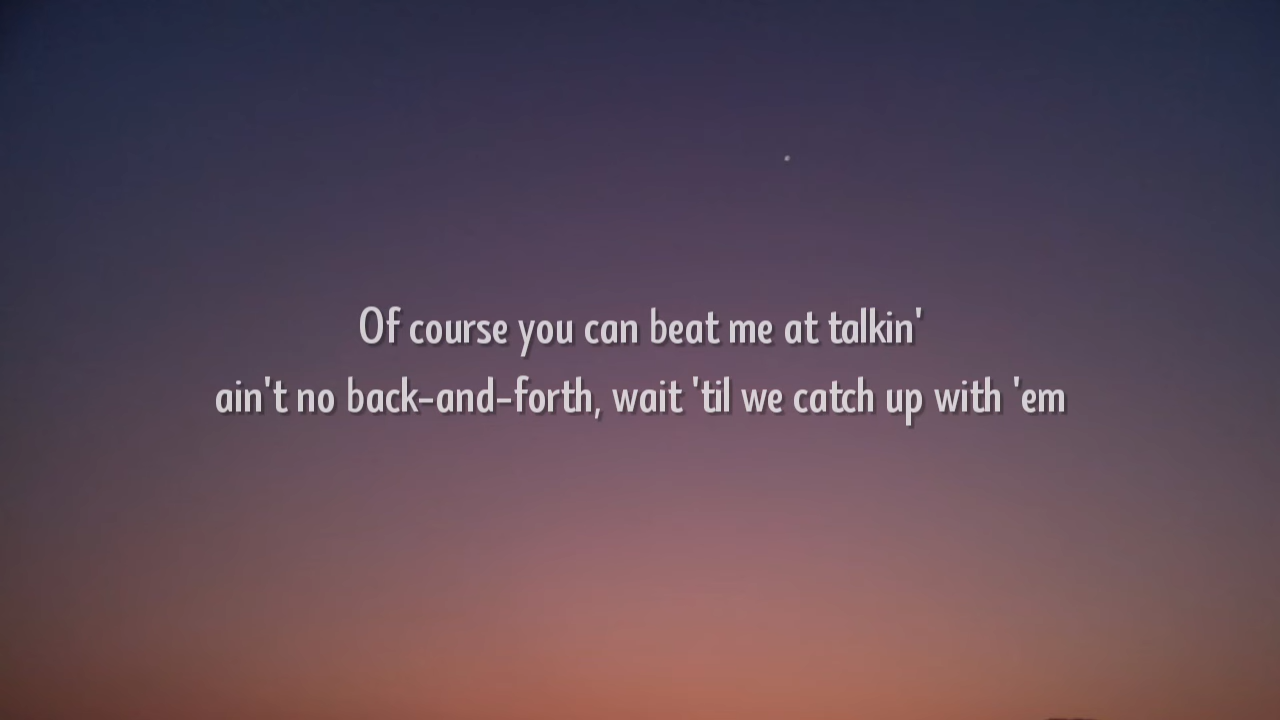 Of course you can beat me at talkin'
ain't no back-and-forth, wait 'til we catch up with 'em